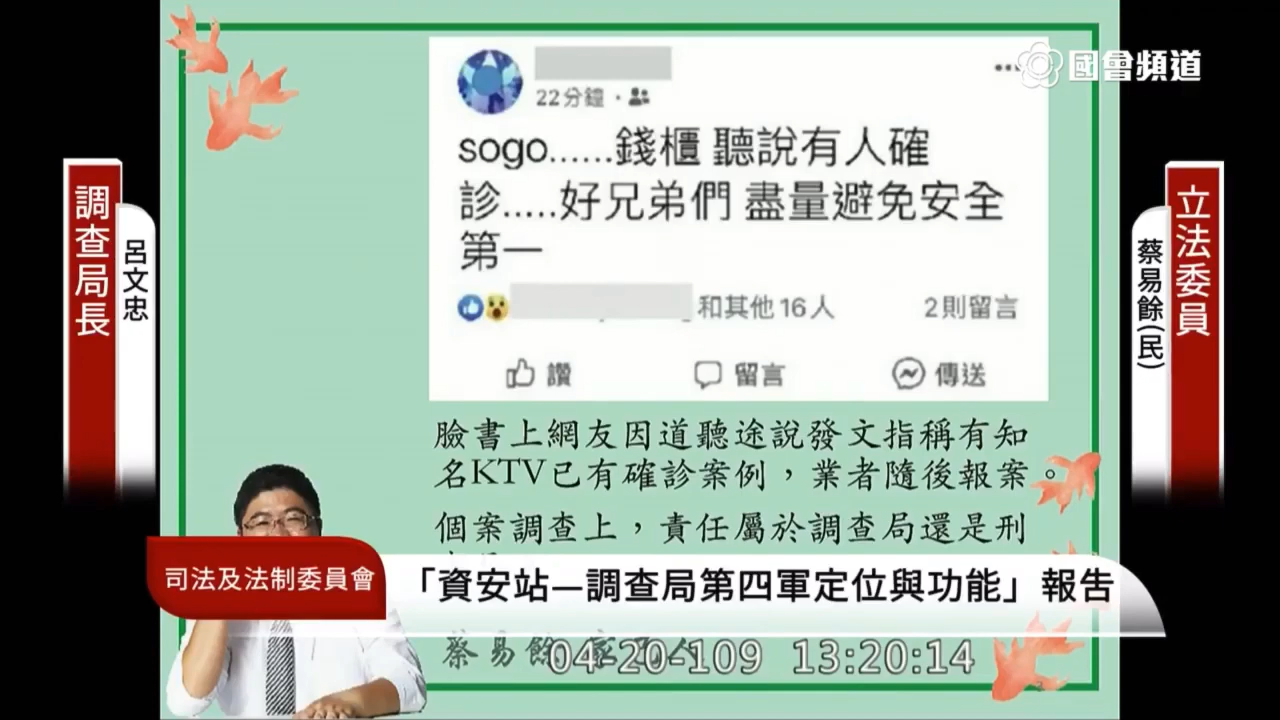 國會頻道
調查局長
呂文忠
立法委員
蔡易餘(民)
22分鐘
sogo......錢櫃 聽說有人確
診.....好兄弟們 盡量避免安全
第一
和其他16人
2則留言
讚
留言
傳送
臉書上網友因道聽途說發文指稱有知
名KTV已有確診案例，業者隨後報案。
個案調查上，責任屬於調查局還是刑
司法及法制委員會
「資安站—調查局第四軍定位與功能」報告
蔡易餘
04-20-109 13:20:14